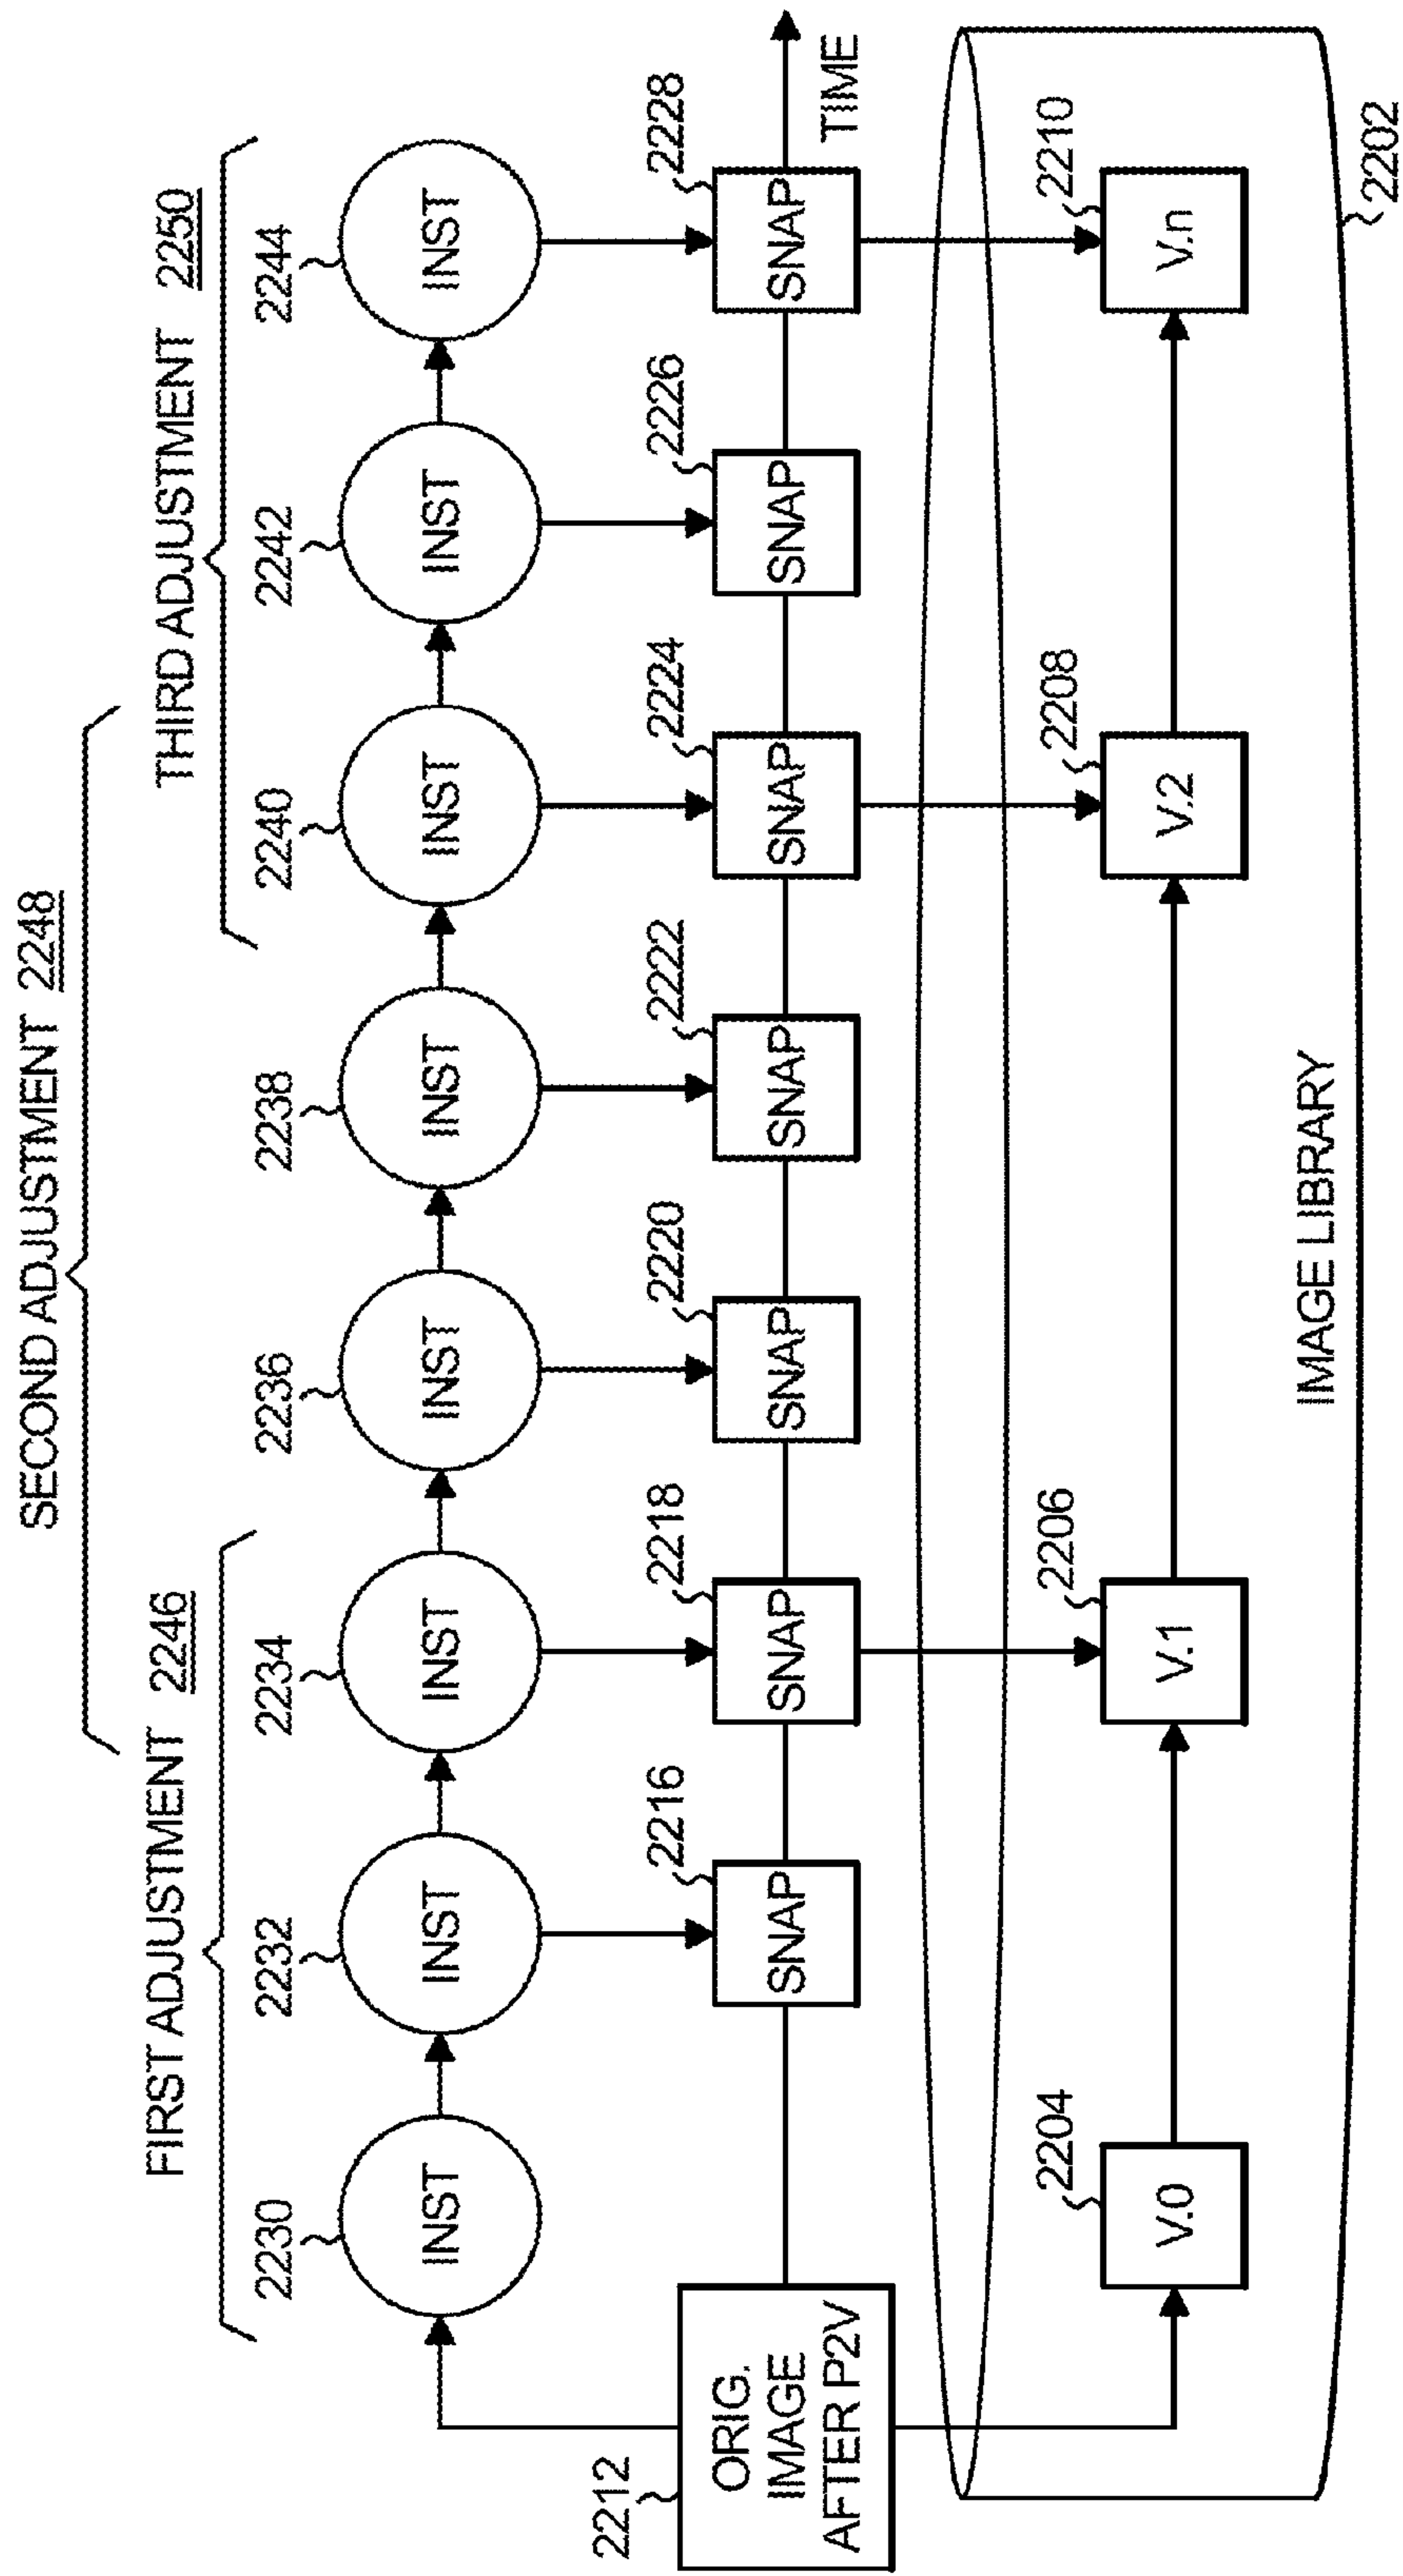 SECOND ADJUSTMENT 2248
FIRST ADJUSTMENT 2246
THIRD ADJUSTMENT 2250
2230
2232
2234
2236
2238
2240
2242
2244
INST
INST
INST
INST
INST
INST
INST
INST
2212
2216
2218
2220
2222
2224
2226
2228
ORIG.
IMAGE
AFTER P2V
SNAP
SNAP
SNAP
SNAP
SNAP
SNAP
SNAP
TIME
2204
2206
2208
2210
V.0
V.1
V.2
V.n
IMAGE LIBRARY
2202